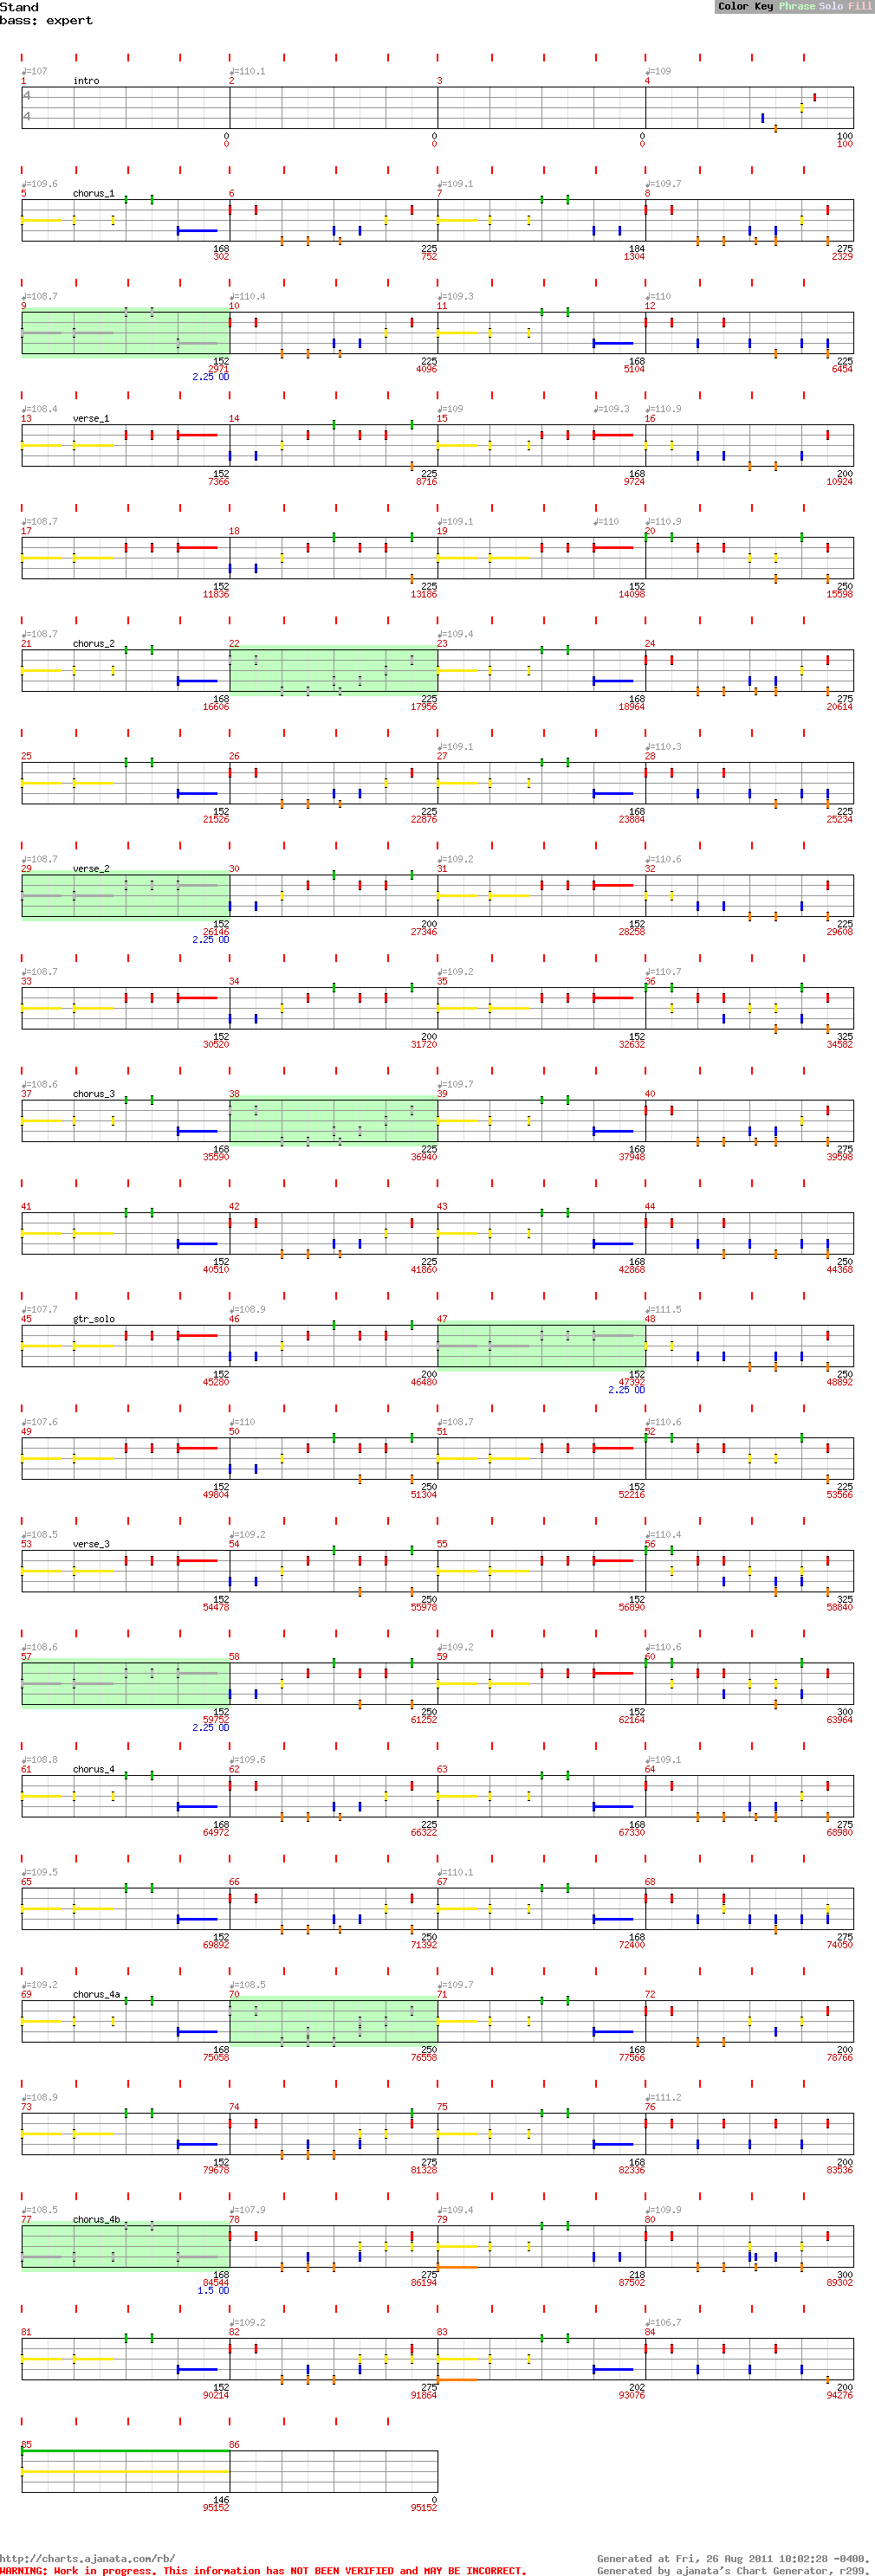 Stand
Color Key Phrase Solo Fill
bass: expert
♩=107 ♩=110.1 ♩=109
1 intro 2 3 4
4
4
0 0 0 100
0 0 0 100
♩=109.6 ♩=109.1 ♩=109.7
5 chorus_1 6 7 8
168 225 184 275
302 752 1304 2329
♩=108.7 ♩=110.4 ♩=109.3 ♩=110
9 10 11 12
152 225 168 225
2971 4096 5104 6454
2.25 OD
♩=108.4 ♩=109 ♩=109.3 ♩=110.9
13 verse_1 14 15 16
152 225 168 200
7366 8716 9724 10924
♩=108.7 ♩=109.1 ♩=110 ♩=110.9
17 18 19 20
152 225 152 250
11836 13186 14098 15598
♩=108.7 ♩=109.4
21 chorus_2 22 23 24
168 225 168 275
16606 17956 18964 20614
♩=109.1 ♩=110.3
25 26 27 28
152 225 168 225
21526 22876 23884 25234
♩=108.7 ♩=109.2 ♩=110.6
29 verse_2 30 31 32
152 200 152 225
26146 27346 28258 29608
2.25 OD
♩=108.7 ♩=109.2 ♩=110.7
33 34 35 36
152 200 152 325
30520 31720 32632 34582
♩=108.6 ♩=109.7
37 chorus_3 38 39 40
168 225 168 275
35590 36940 37948 39598
41 42 43 44
152 225 168 250
40510 41860 42868 44368
♩=107.7 ♩=108.9 ♩=111.5
45 gtr_solo 46 47 48
152 200 152 250
45280 46480 47392 48892
2.25 OD
♩=107.6 ♩=110 ♩=108.7 ♩=110.6
49 50 51 52
152 250 152 225
49804 51304 52216 53566
♩=108.5 ♩=109.2 ♩=110.4
53 verse_3 54 55 56
152 250 152 325
54478 55978 56890 58840
♩=108.6 ♩=109.2 ♩=110.6
57 58 59 60
152 250 152 300
59752 61252 62164 63964
2.25 OD
♩=108.8 ♩=109.6 ♩=109.1
61 chorus_4 62 63 64
168 225 168 275
64972 66322 67330 68980
♩=109.5 ♩=110.1
65 66 67 68
152 250 168 275
69892 71392 72400 74050
♩=109.2 ♩=108.5 ♩=109.7
69 chorus_4a 70 71 72
168 250 168 200
75058 76558 77566 78766
♩=108.9 ♩=111.2
73 74 75 76
152 275 168 200
79678 81328 82336 83536
♩=108.5 ♩=107.9 ♩=109.4 ♩=109.9
77 chorus_4b 78 79 80
168 275 218 300
84544 86194 87502 89302
1.5 OD
♩=109.2 ♩=106.7
81 82 83 84
152 275 202 200
90214 91864 93076 94276
85 86
146 0
95152 95152
http://charts.ajanata.com/rb/
Generated at Fri, 26 Aug 2011 10:02:28 -0400.
WARNING: Work in progress. This information has NOT BEEN VERIFIED and MAY BE INCORRECT.
Generated by ajanata's Chart Generator, r299.